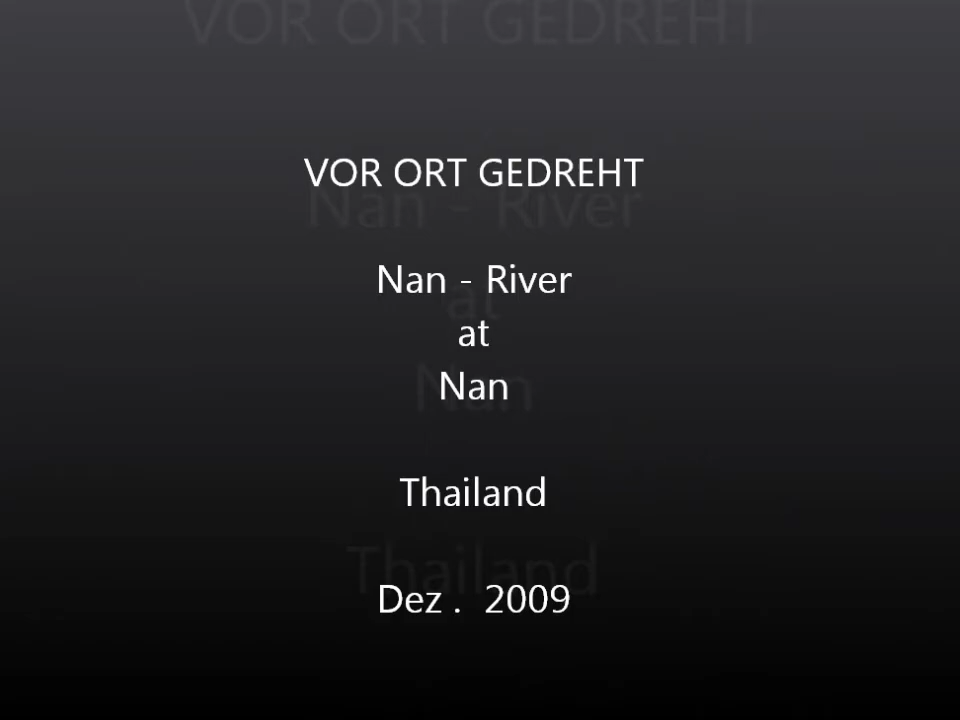 VOR ORT GEDREHT
Nan - River
at
Nan
Thailand
Dez .  2009